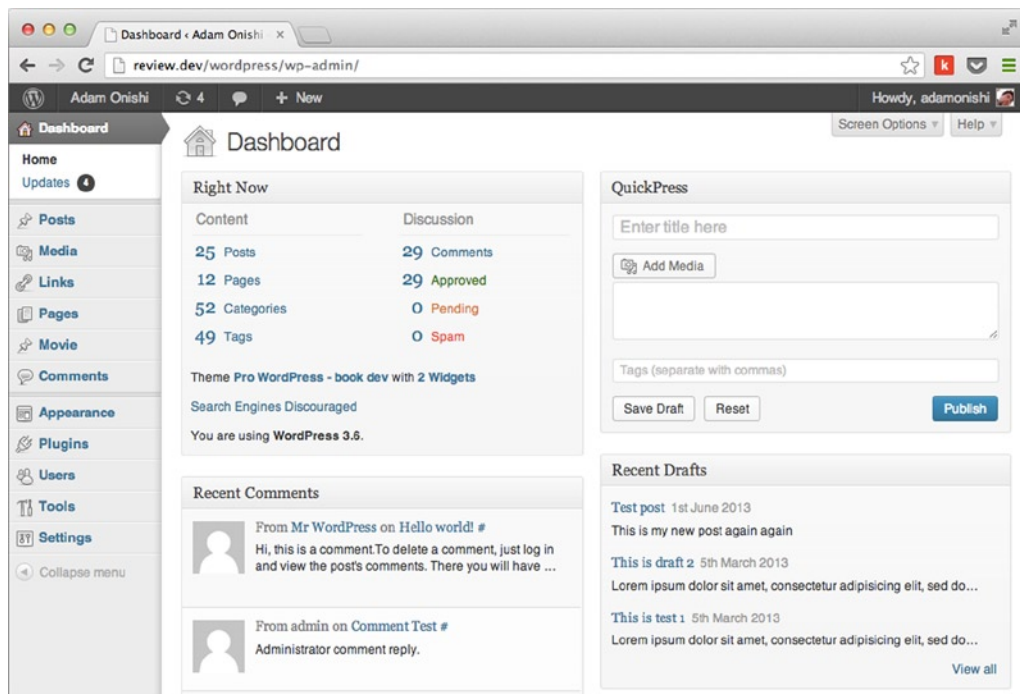 Dashboard ‹ Adam Onishi
review.dev/wordpress/wp-admin/
k
Adam Onishi 4 + New Howdy, adamonishi
Screen Options Help
Dashboard
Home
Updates 4
Posts
Media
Links
Pages
Movie
Comments
Appearance
Plugins
Users
Tools
Settings
Collapse menu
Dashboard
Right Now
Content Discussion
25 Posts 29 Comments
12 Pages 29 Approved
52 Categories 0 Pending
49 Tags 0 Spam
Theme Pro WordPress - book dev with 2 Widgets
Search Engines Discouraged
You are using WordPress 3.6.
Recent Comments
From Mr WordPress on Hello world! #
Hi, this is a comment.To delete a comment, just log in
and view the post's comments. There you will have ...
From admin on Comment Test #
Administrator comment reply.
QuickPress
Enter title here
Add Media
Tags (separate with commas)
Save Draft Reset Publish
Recent Drafts
Test post 1st June 2013
This is my new post again again
This is draft 2 5th March 2013
Lorem ipsum dolor sit amet, consectetur adipisicing elit, sed do…
This is test 1 5th March 2013
Lorem ipsum dolor sit amet, consectetur adipisicing elit, sed do…
View all